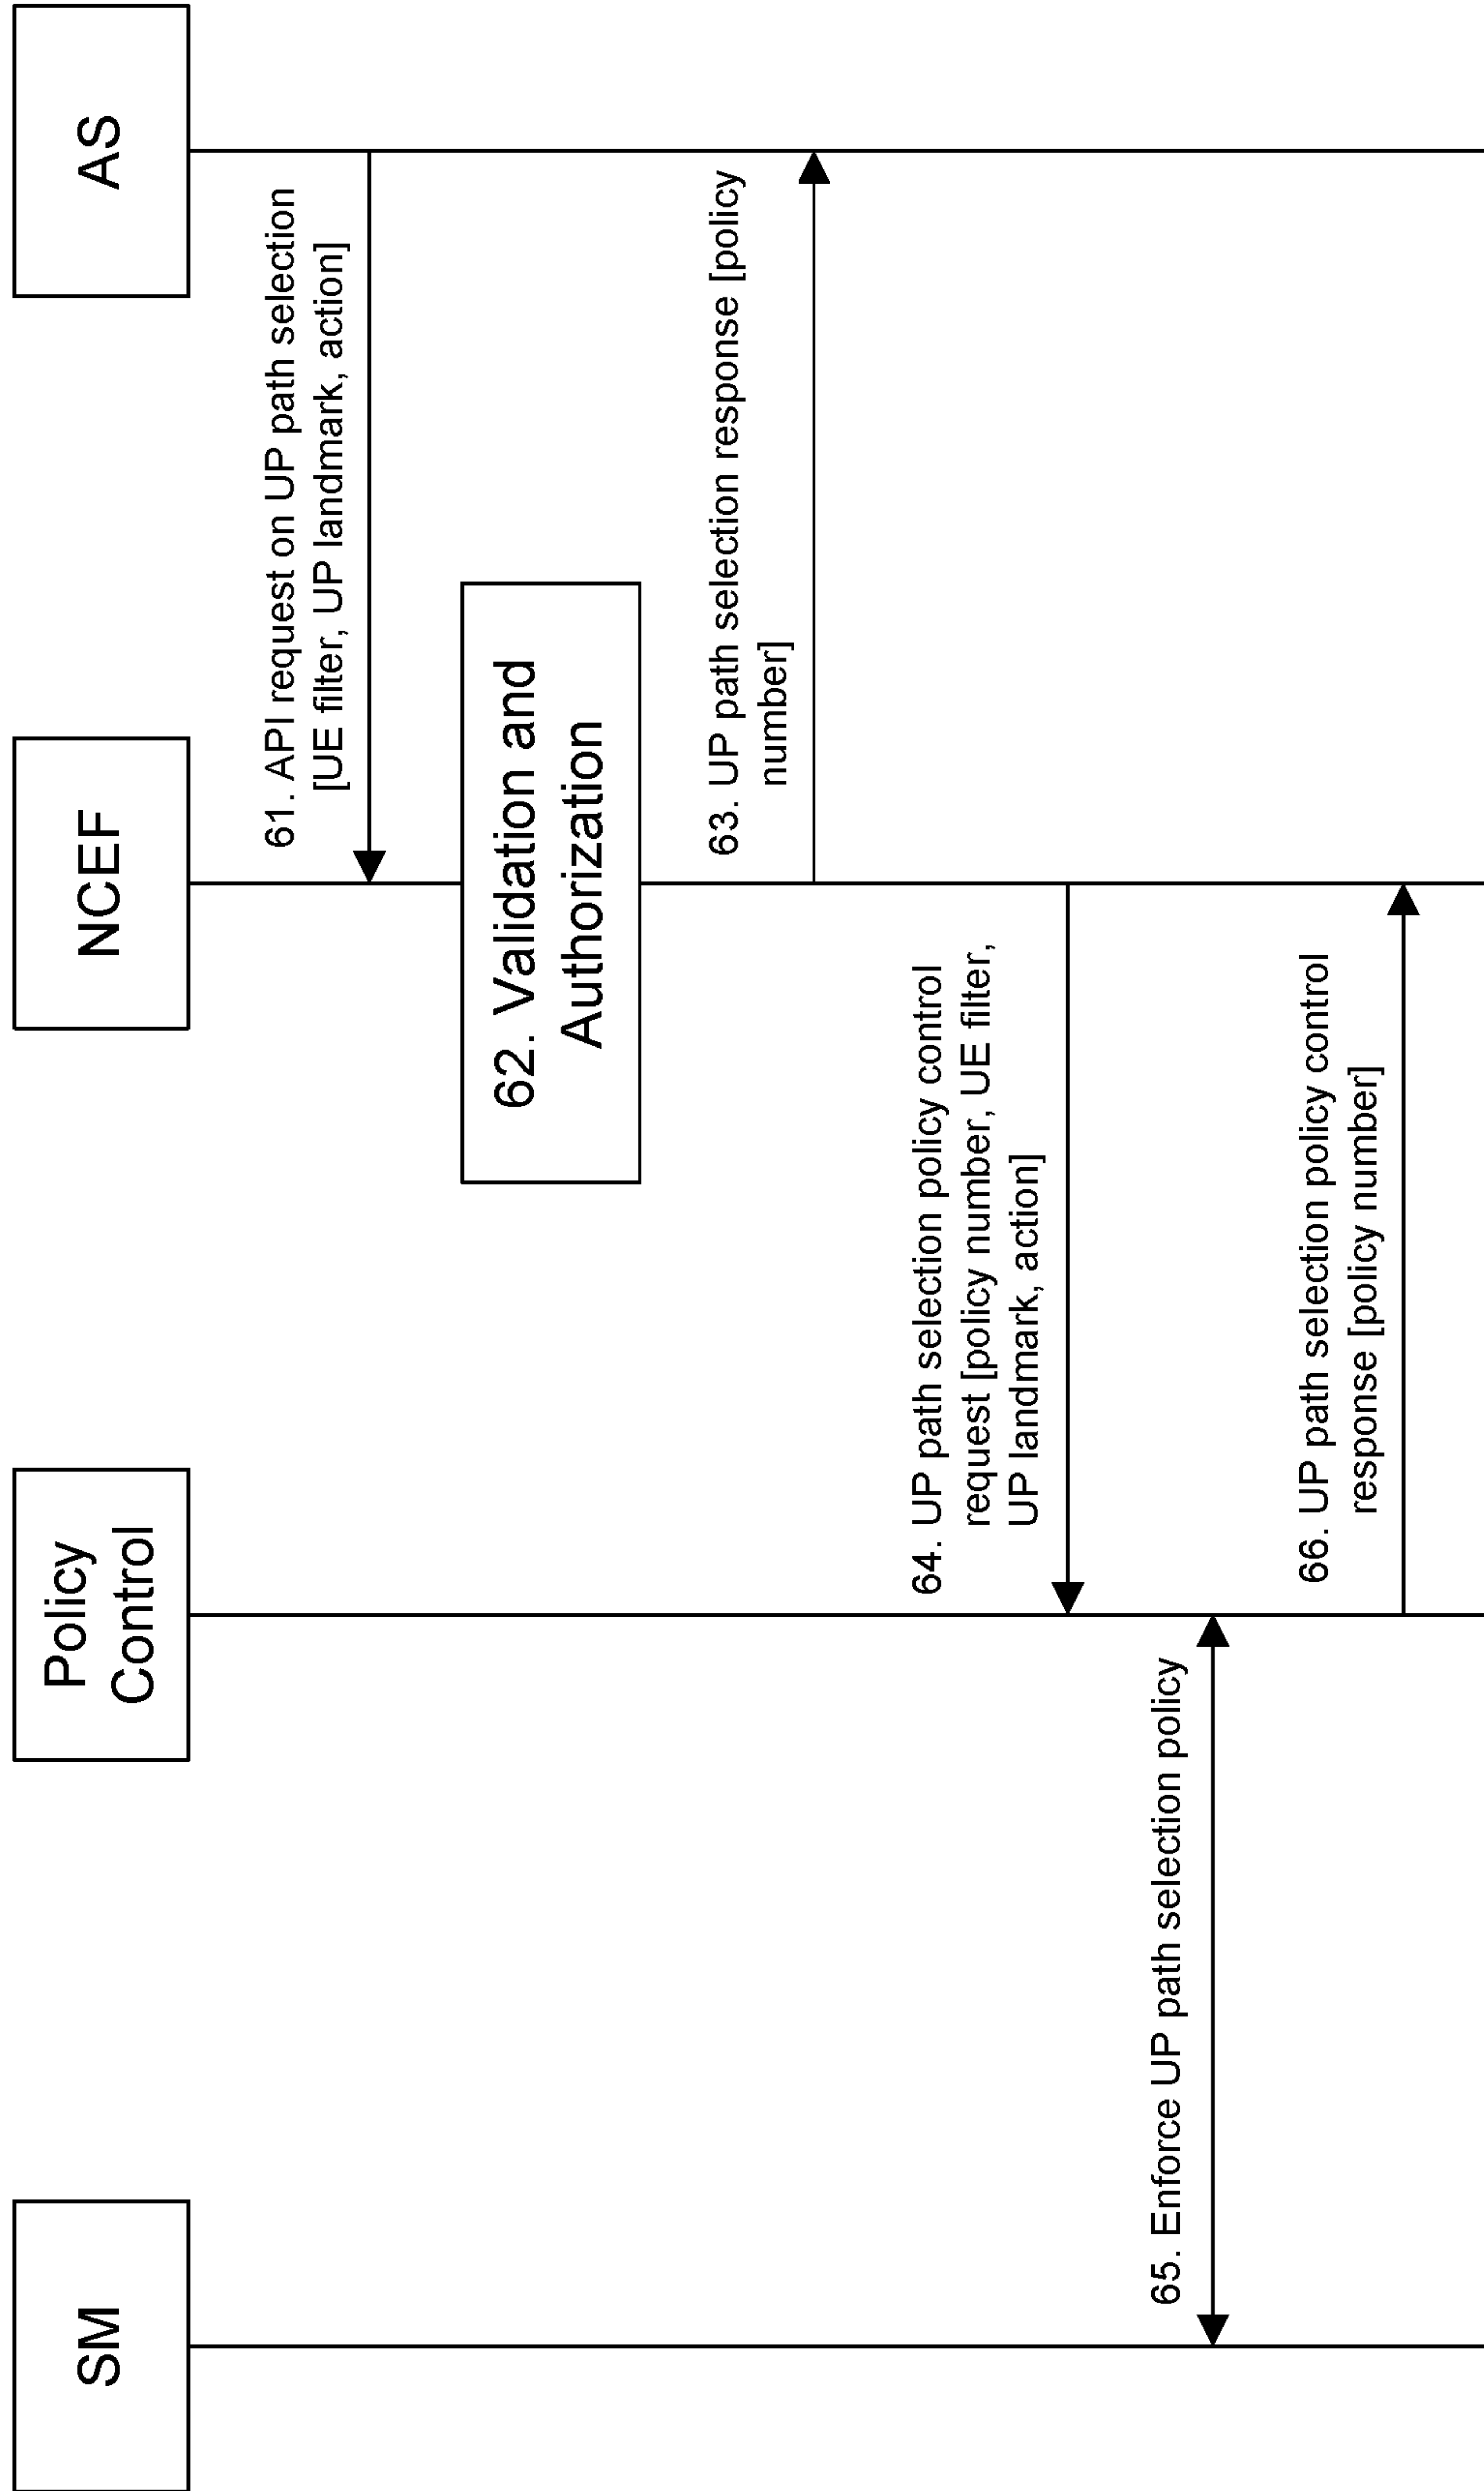 SM
Policy
Control
NCEF
AS
61. API request on UP path selection
[UE filter, UP landmark, action]
62. Validation and
Authorization
63. UP path selection response [policy
number]
64. UP path selection policy control
request [policy number, UE filter,
UP landmark, action]
65. Enforce UP path selection policy
66. UP path selection policy control
response [policy number]